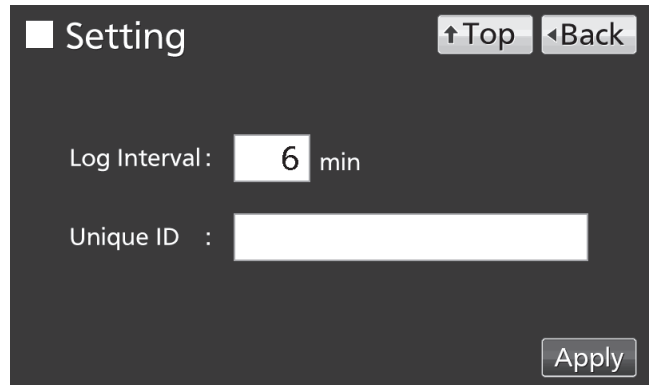 Setting
↑Top
◂Back
Log Interval: 6 min
Unique ID :
Apply